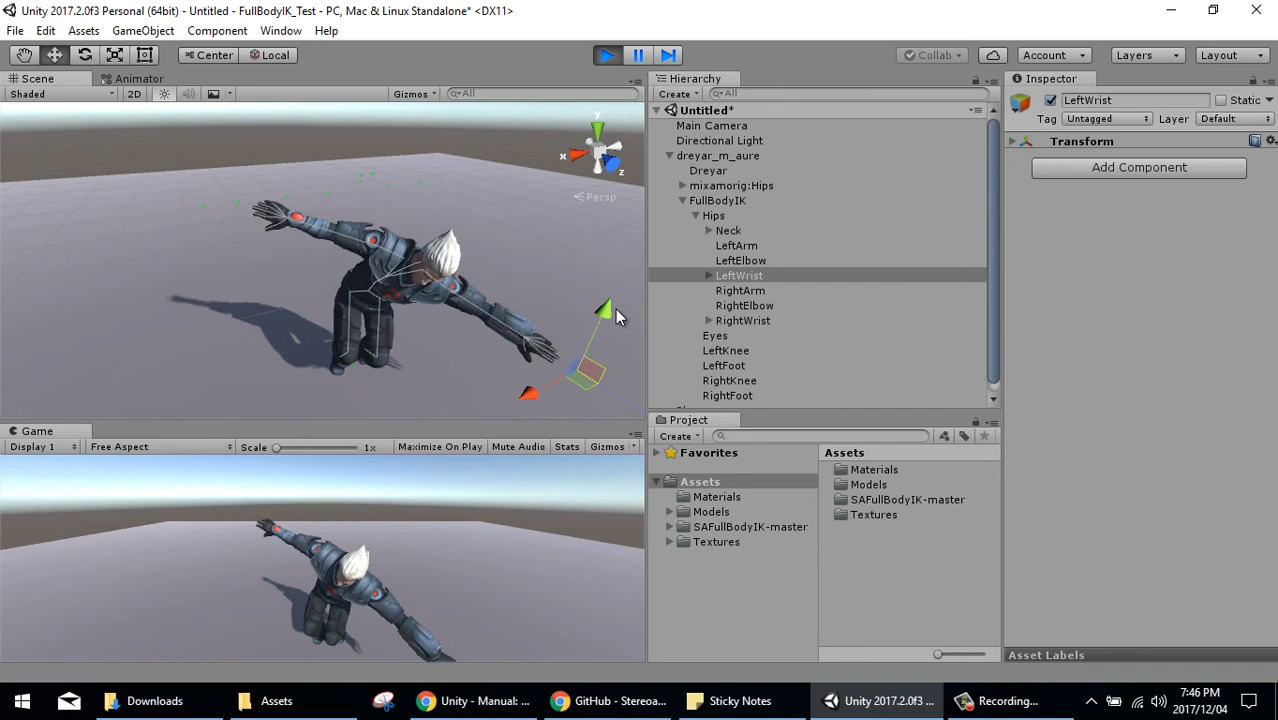 Unity 2017.2.0f3 Personal (64bit) - Untitled - FullBodyIK_Test - PC, Mac & Linux Standalone* <DX11>
File Edit Assets GameObject Component Window Help
Center Local Collab Account Layers Layout
Scene Animator
Shaded 2D Gizmos All
y
x
z
Persp
Game
Display 1 Free Aspect Scale 1x Maximize On Play Mute Audio Stats Gizmos
Hierarchy
Create All
Untitled*
Main Camera
Directional Light
dreyar_m_aure
Dreyar
mixamorig:Hips
FullBodyIK
Hips
Neck
LeftArm
LeftElbow
LeftWrist
RightArm
RightElbow
RightWrist
Eyes
LeftKnee
LeftFoot
RightKnee
RightFoot
Project
Create
Favorites
Assets
Materials
Models
SAFullBodyIK-master
Textures
Assets
Materials
Models
SAFullBodyIK-master
Textures
Inspector
LeftWrist Static
Tag Untagged Layer Default
Transform
Add Component
Asset Labels
Downloads Assets Unity - Manual: ... GitHub - Stereoa... Sticky Notes Unity 2017.2.0f3 ... Recording...
7:46 PM
2017/12/04